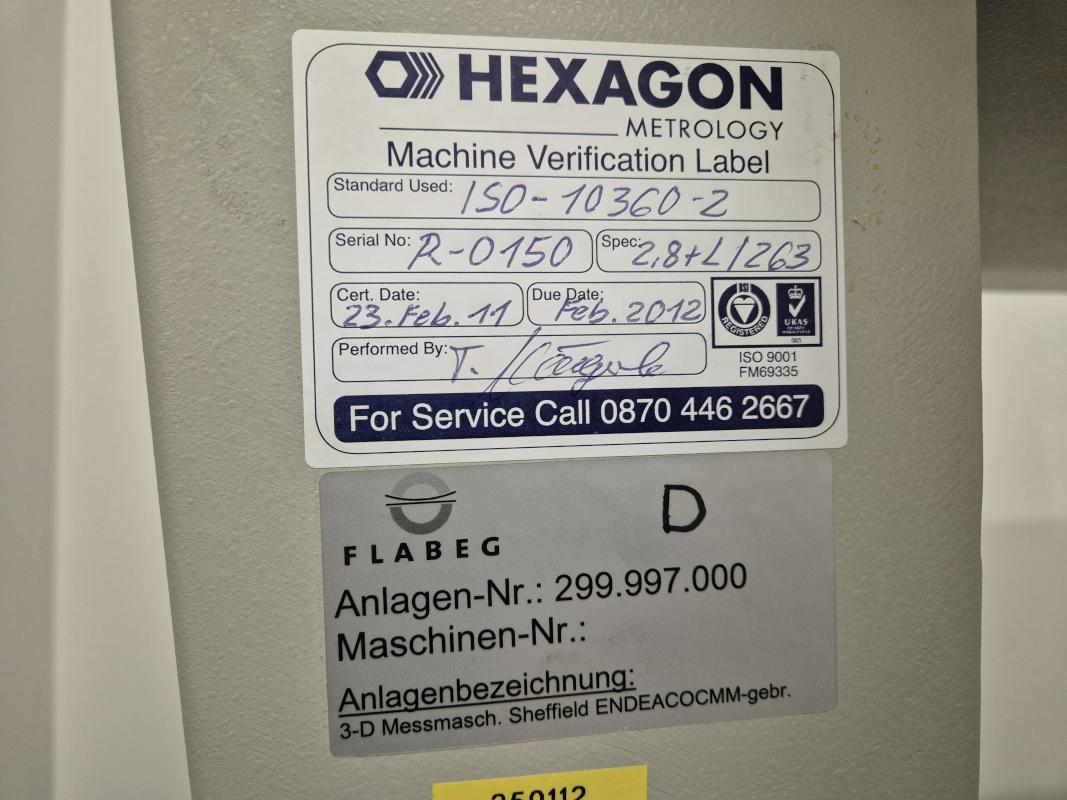 HEXAGON
METROLOGY
Machine Verification Label
Standard Used: ISO-10360-2
Serial No: R-0150 Spec: 2,8+L/263
Cert. Date: 23. Feb. 11 Due Date: Feb. 2012
BSI REGISTERED UKAS
Performed By: T.
ISO 9001
FM69335
For Service Call 0870 446 2667
D
FLABEG
Anlagen-Nr.: 299.997.000
Maschinen-Nr.:
Anlagenbezeichnung:
3-D Messmasch. Sheffield ENDEACOCMM-gebr.